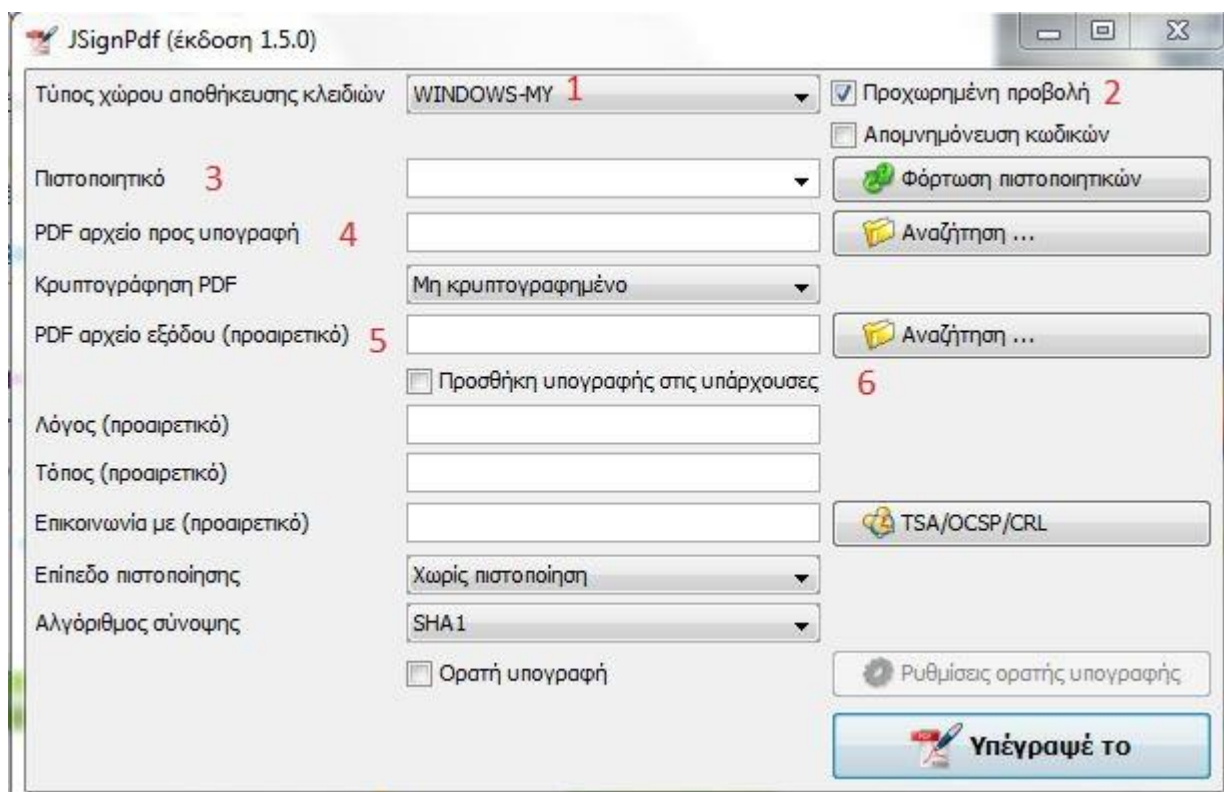 JSignPdf (έκδοση 1.5.0)
Τύπος χώρου αποθήκευσης κλειδιών WINDOWS-MY 1 Προχωρημένη προβολή 2
Απομνημόνευση κωδικών
Πιστοποιητικό 3 Φόρτωση πιστοποιητικών
PDF αρχείο προς υπογραφή 4 Αναζήτηση ...
Κρυπτογράφηση PDF Μη κρυπτογραφημένο
PDF αρχείο εξόδου (προαιρετικό) 5 Αναζήτηση ...
Προσθήκη υπογραφής στις υπάρχουσες 6
Λόγος (προαιρετικό)
Τόπος (προαιρετικό)
Επικοινωνία με (προαιρετικό) TSA/OCSP/CRL
Επίπεδο πιστοποίησης Χωρίς πιστοποίηση
Αλγόριθμος σύνοψης SHA1
Ορατή υπογραφή Ρυθμίσεις ορατής υπογραφής
Υπέγραψέ το